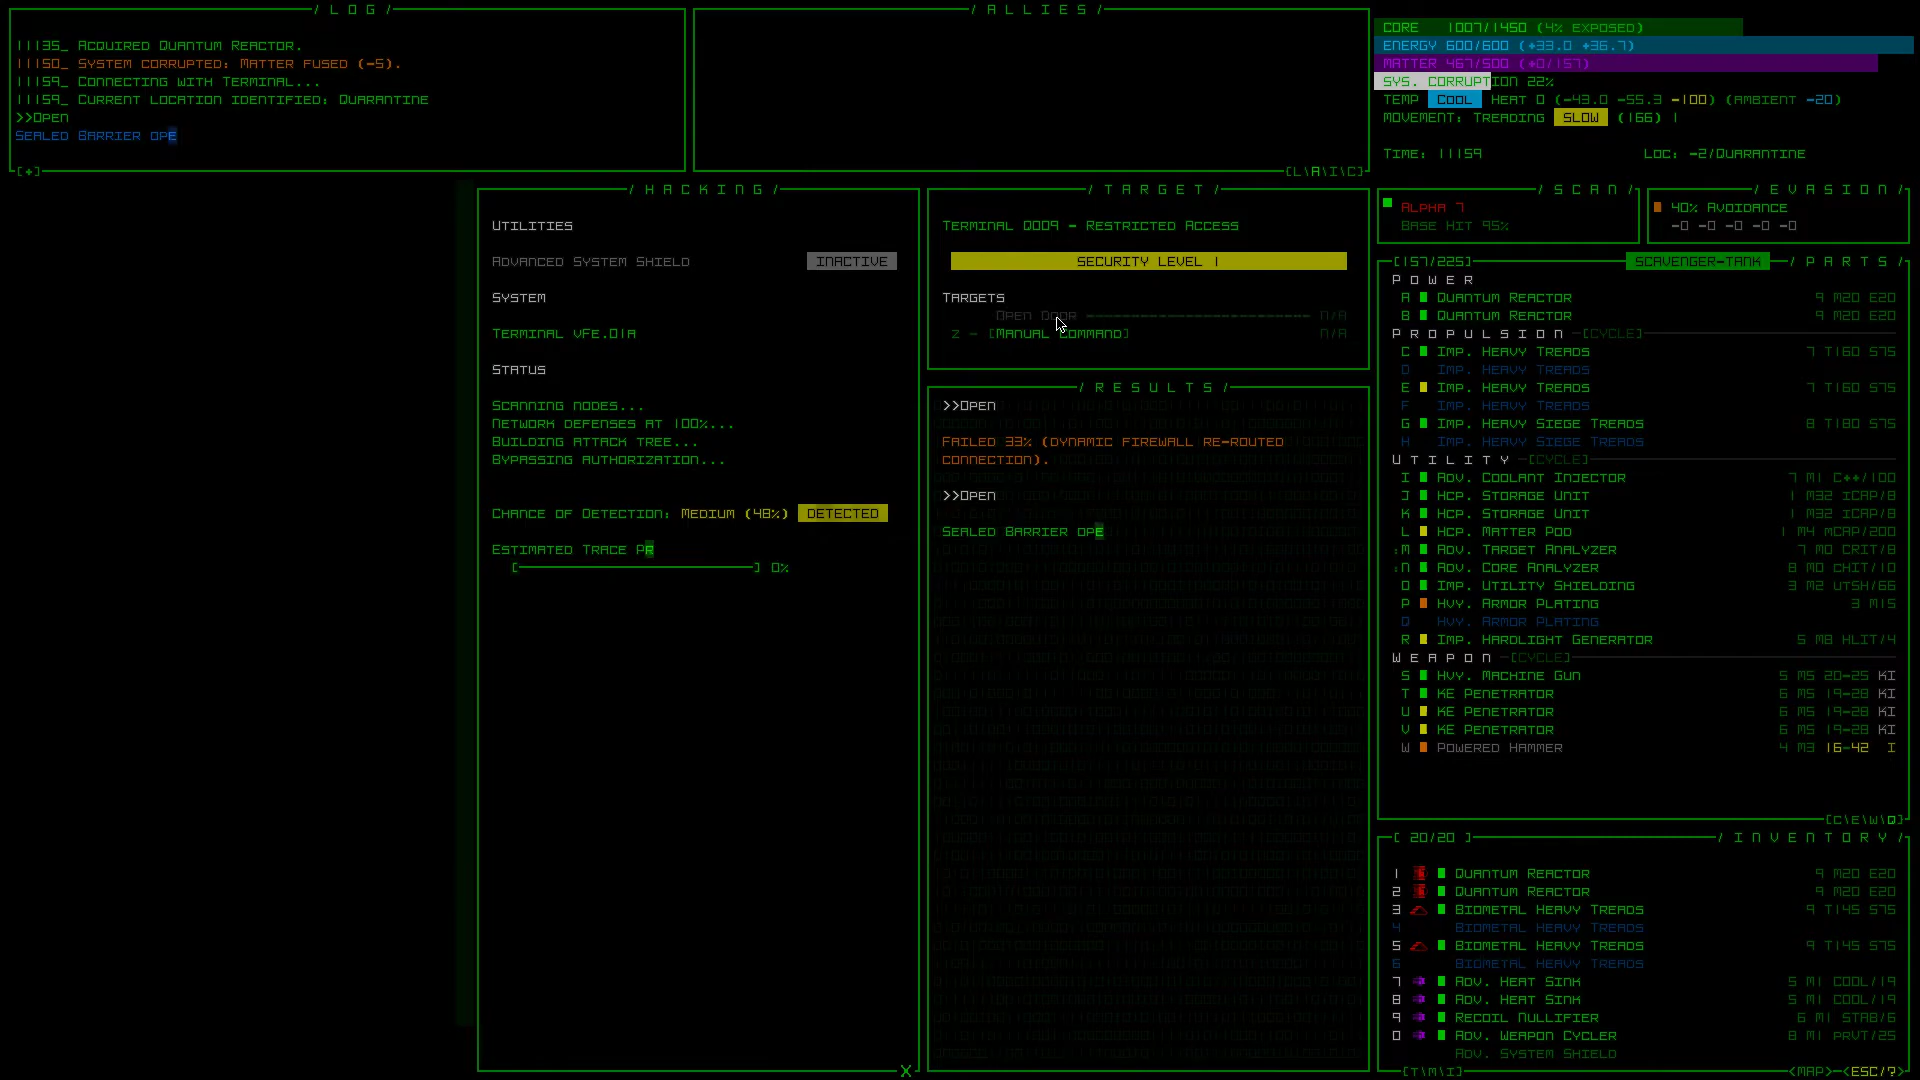 / L O G /
11135_ Acquired Quantum Reactor.
11150_ System corrupted: Matter fused (-5).
11159_ Connecting with Terminal...
11159_ Current location identified: Quarantine
>>Open
Sealed Barrier ope
[+]
/ A L L I E S /
[L\A\I\C]
Core 1007/1450 (4% Exposed)
Energy 600/600 (+33.0 +36.7)
Matter 467/500 (+0/157)
Sys. Corruption 22%
Temp Cool Heat 0 (-43.0 -55.3 -100) (Ambient -20)
Movement: Treading SLOW (166) 1
Time: 11159 Loc: -2/Quarantine
/ S C A N /
Alpha 7
Base Hit 95%
/ E V A S I O N /
40% Avoidance
-0 -0 -0 -0 -0
/ H A C K I N G /
Utilities
Advanced System Shield INACTIVE
System
Terminal vFe.01a
Status
Scanning nodes...
Network defenses at 100%...
Building attack tree...
Bypassing authorization...
Chance of Detection: Medium (48%) DETECTED
Estimated Trace Pr
[ ] 0%
X
/ T A R G E T /
Terminal Q009 - Restricted Access
SECURITY LEVEL 1
Targets
Open Door N/A
z - [Manual Command] N/A
/ R E S U L T S /
>>Open
Failed 33% (dynamic firewall re-routed
connection).
>>Open
Sealed Barrier ope
[157/225] SCAVENGER-TANK / P A R T S /
P O W E R
A Quantum Reactor 9 M20 E20
B Quantum Reactor 9 M20 E20
P R O P U L S I O N [CYCLE]
C Imp. Heavy Treads 7 T160 S75
D Imp. Heavy Treads
E Imp. Heavy Treads 7 T160 S75
F Imp. Heavy Treads
G Imp. Heavy Siege Treads 8 T180 S75
H Imp. Heavy Siege Treads
U T I L I T Y [CYCLE]
I Adv. Coolant Injector 7 M1 C++/100
J Hcp. Storage Unit 1 M32 ICAP/8
K Hcp. Storage Unit 1 M32 ICAP/8
L Hcp. Matter Pod 1 M4 mCAP/200
:M Adv. Target Analyzer 7 M0 CRIT/8
:N Adv. Core Analyzer 8 M0 cHIT/10
O Imp. Utility Shielding 3 M2 utSH/66
P Hvy. Armor Plating 3 M15
Q Hvy. Armor Plating
R Imp. Hardlight Generator 5 M8 HLIT/4
W E A P O N [CYCLE]
S Hvy. Machine Gun 5 M5 20-25 KI
T KE Penetrator 6 M5 19-28 KI
U KE Penetrator 6 M5 19-28 KI
V KE Penetrator 6 M5 19-28 KI
W Powered Hammer 4 M3 16-42 I
[C\E\W\Q]
[ 20/20 ] / I N V E N T O R Y /
1 Quantum Reactor 9 M20 E20
2 Quantum Reactor 9 M20 E20
3 Biometal Heavy Treads 9 T145 S75
4 Biometal Heavy Treads
5 Biometal Heavy Treads 9 T145 S75
6 Biometal Heavy Treads
7 Adv. Heat Sink 5 M1 COOL/19
8 Adv. Heat Sink 5 M1 COOL/19
9 Recoil Nullifier 6 M1 STAB/6
0 Adv. Weapon Cycler 8 M1 pRVT/25
Adv. System Shield
[T\M\I] <MAP> <ESC/?>